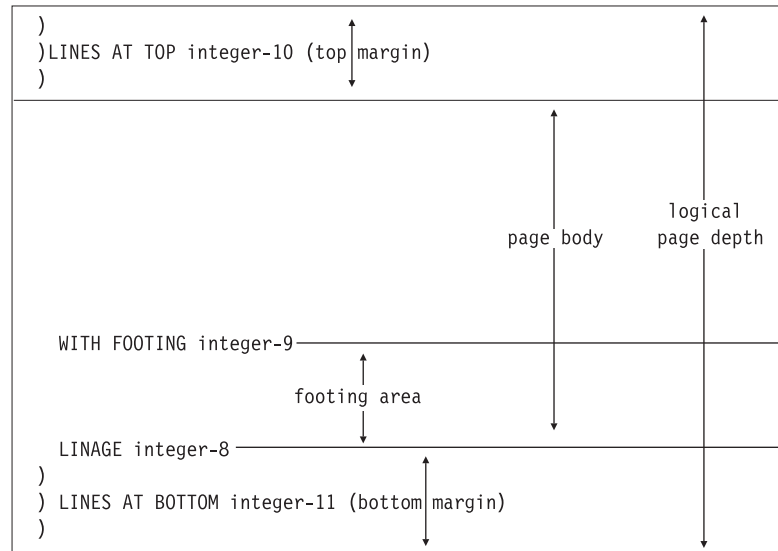 )
)LINES AT TOP integer-10 (top margin)
)
logical
page body page depth
WITH FOOTING integer-9
footing area
LINAGE integer-8
)
) LINES AT BOTTOM integer-11 (bottom margin)
)